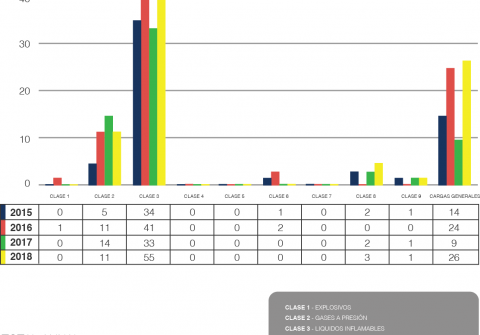 30
20
10
0
CLASE 1 CLASE 2 CLASE 3 CLASE 4 CLASE 5 CLASE 6 CLASE 7 CLASE 8 CLASE 9 CARGAS GENERALES
2015 0 5 34 0 0 1 0 2 1 14
2016 1 11 41 0 0 2 0 0 0 24
2017 0 14 33 0 0 0 0 2 1 9
2018 0 11 55 0 0 0 0 3 1 26
CLASE 1 - EXPLOSIVOS
CLASE 2 - GASES A PRESIÓN
CLASE 3 - LIQUIDOS INFLAMABLES